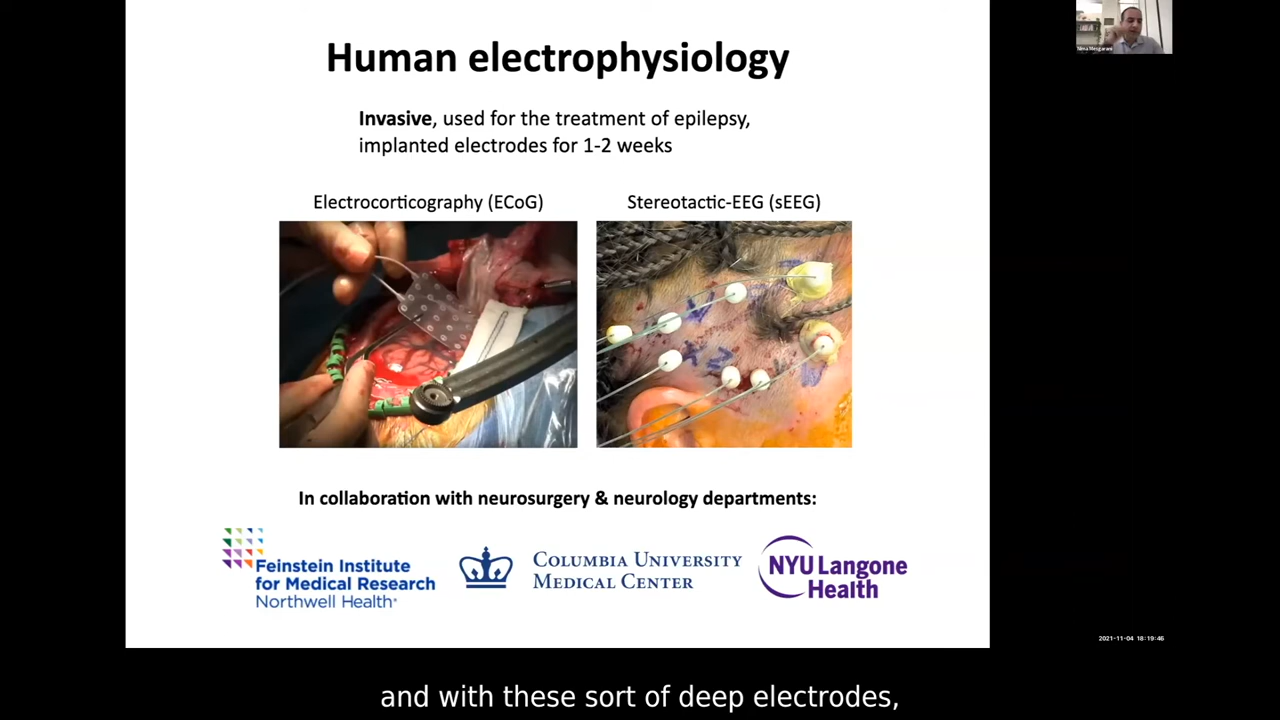 Human electrophysiology
Nima Mesgarani
Invasive, used for the treatment of epilepsy,
implanted electrodes for 1-2 weeks
Electrocorticography (ECoG)
Stereotactic-EEG (sEEG)
In collaboration with neurosurgery & neurology departments:
Feinstein Institute
for Medical Research
Northwell Health®
COLUMBIA UNIVERSITY
MEDICAL CENTER
NYU Langone
Health
2021-11-04 18:19:46
and with these sort of deep electrodes,